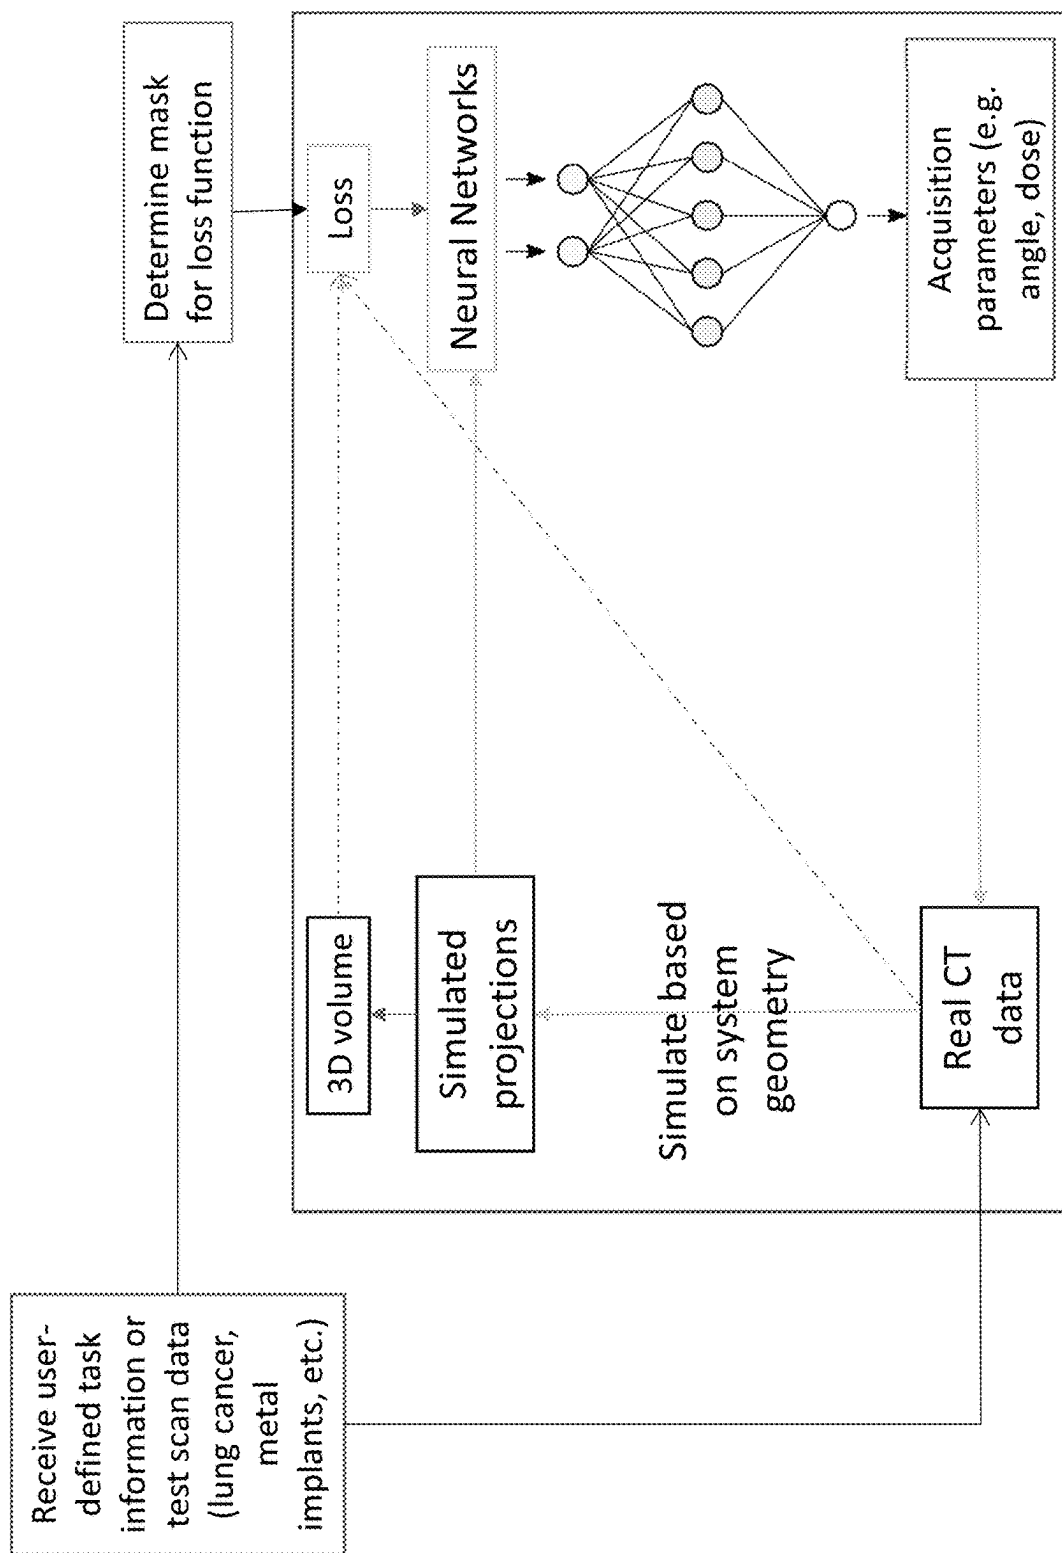 Receive user-
defined task
information or
test scan data
(lung cancer,
metal
implants, etc.)
Determine mask
for loss function
3D volume
Loss
Simulated
projections
Neural Networks
Simulate based
on system
geometry
Real CT
data
Acquisition
parameters (e.g.
angle, dose)